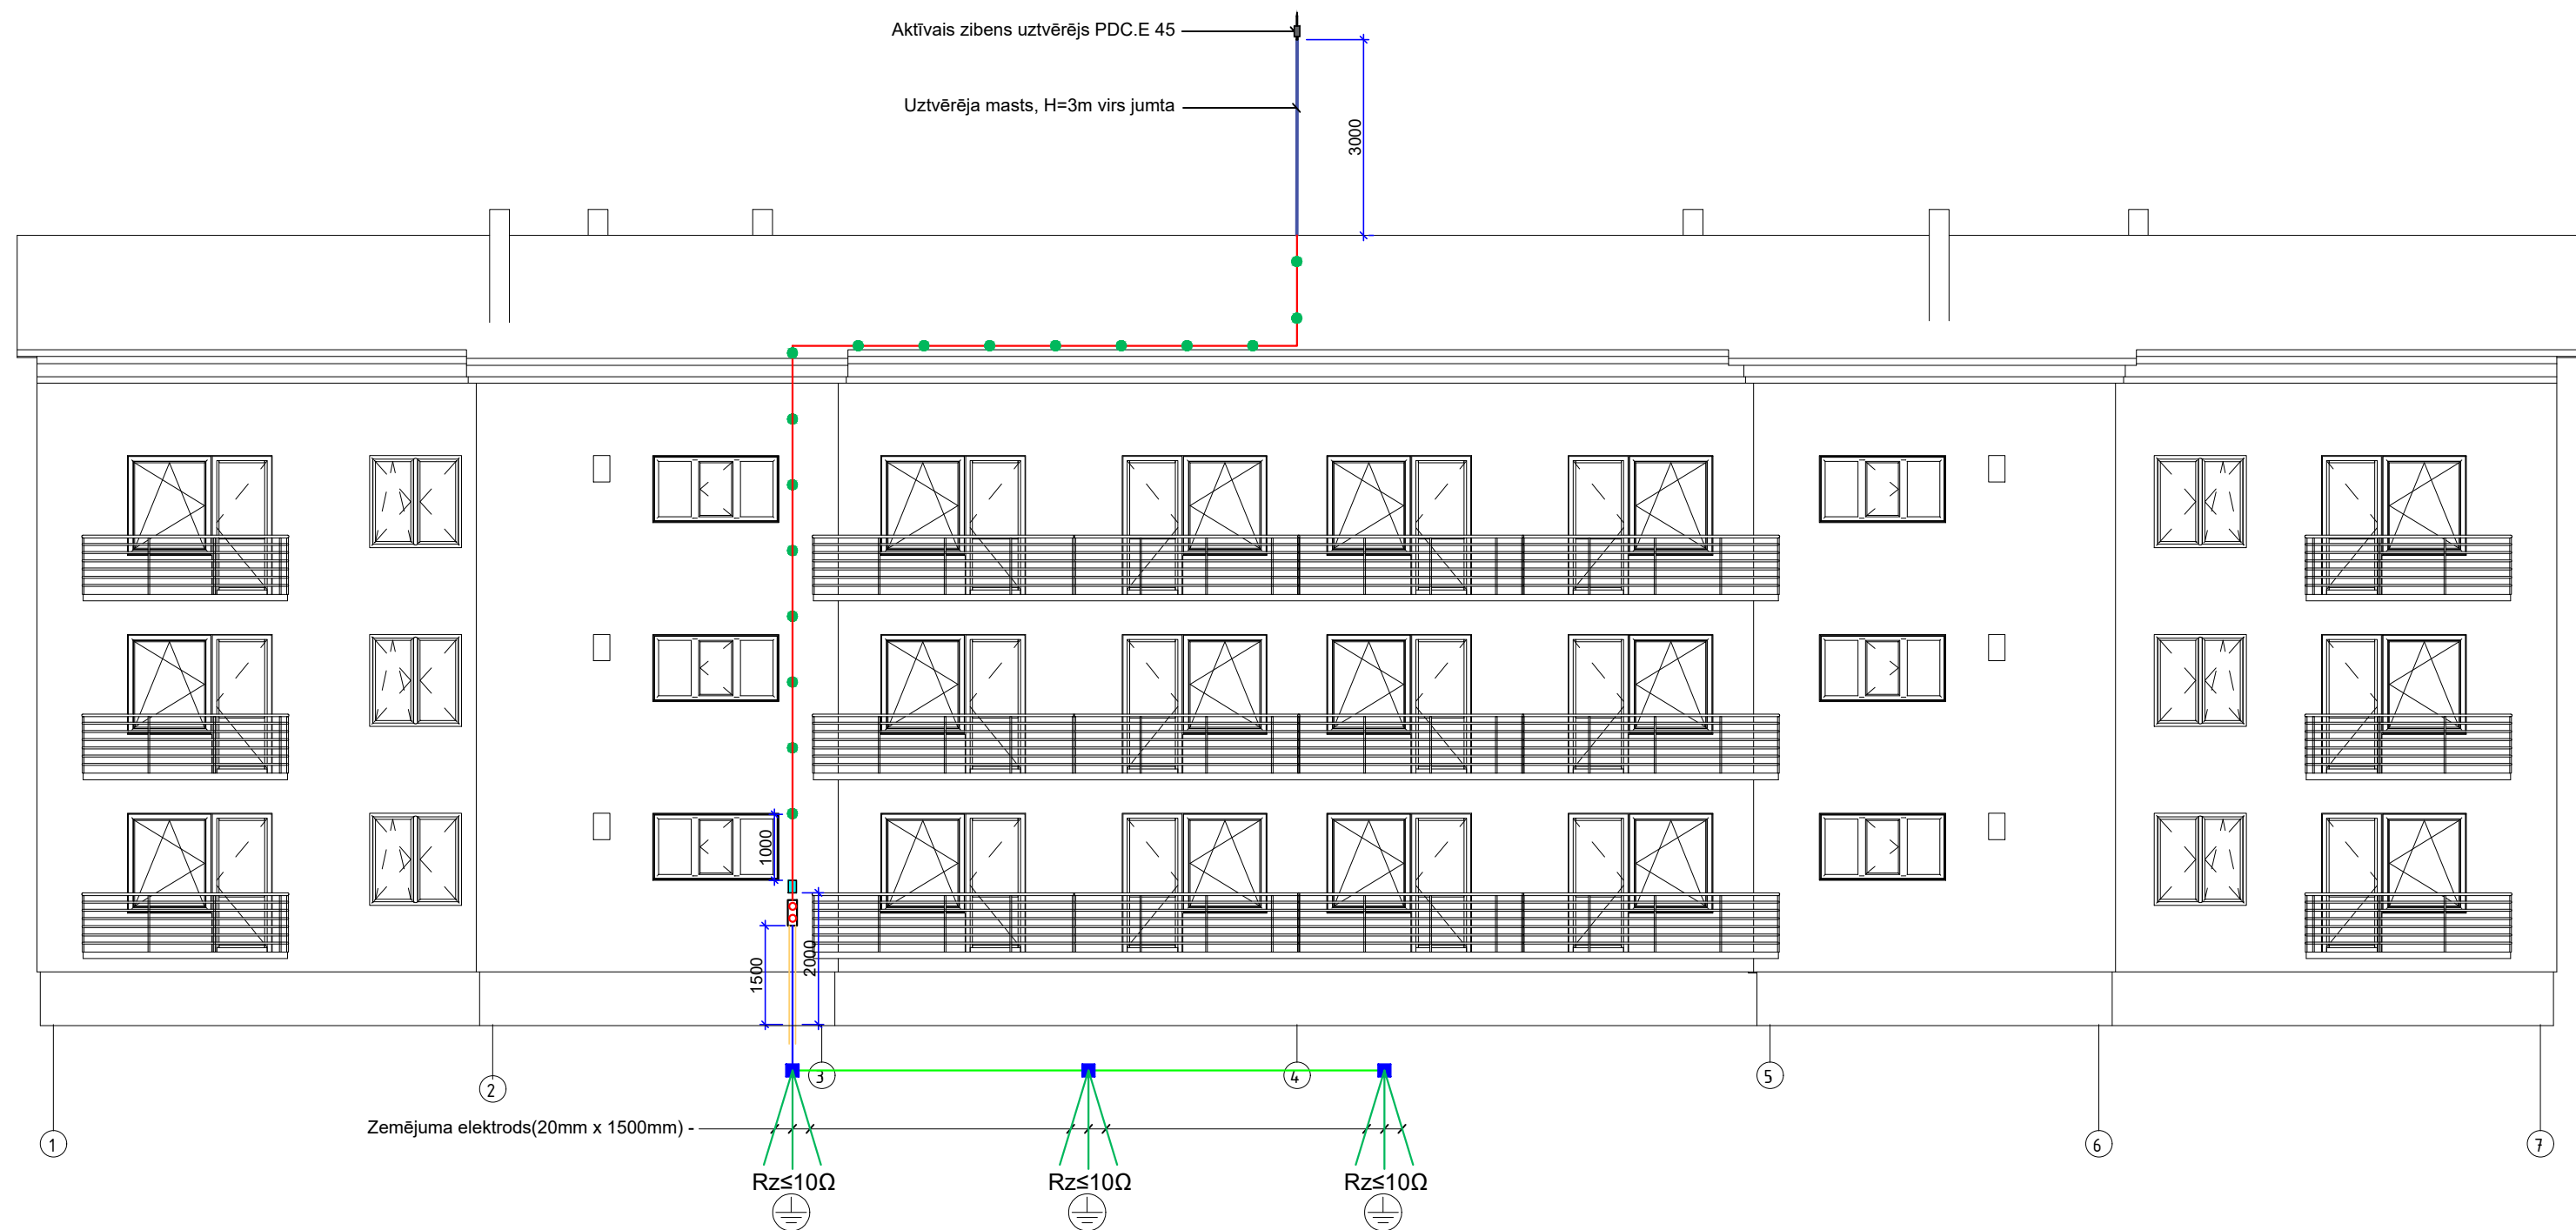 Aktīvais zibens uztvērējs PDC.E 45
Uztvērēja masts, H=3m virs jumta
3000
1000
1500
2000
1
2
3
4
5
6
7
Zemējuma elektrods(20mm x 1500mm) -
Rz≤10Ω
Rz≤10Ω
Rz≤10Ω